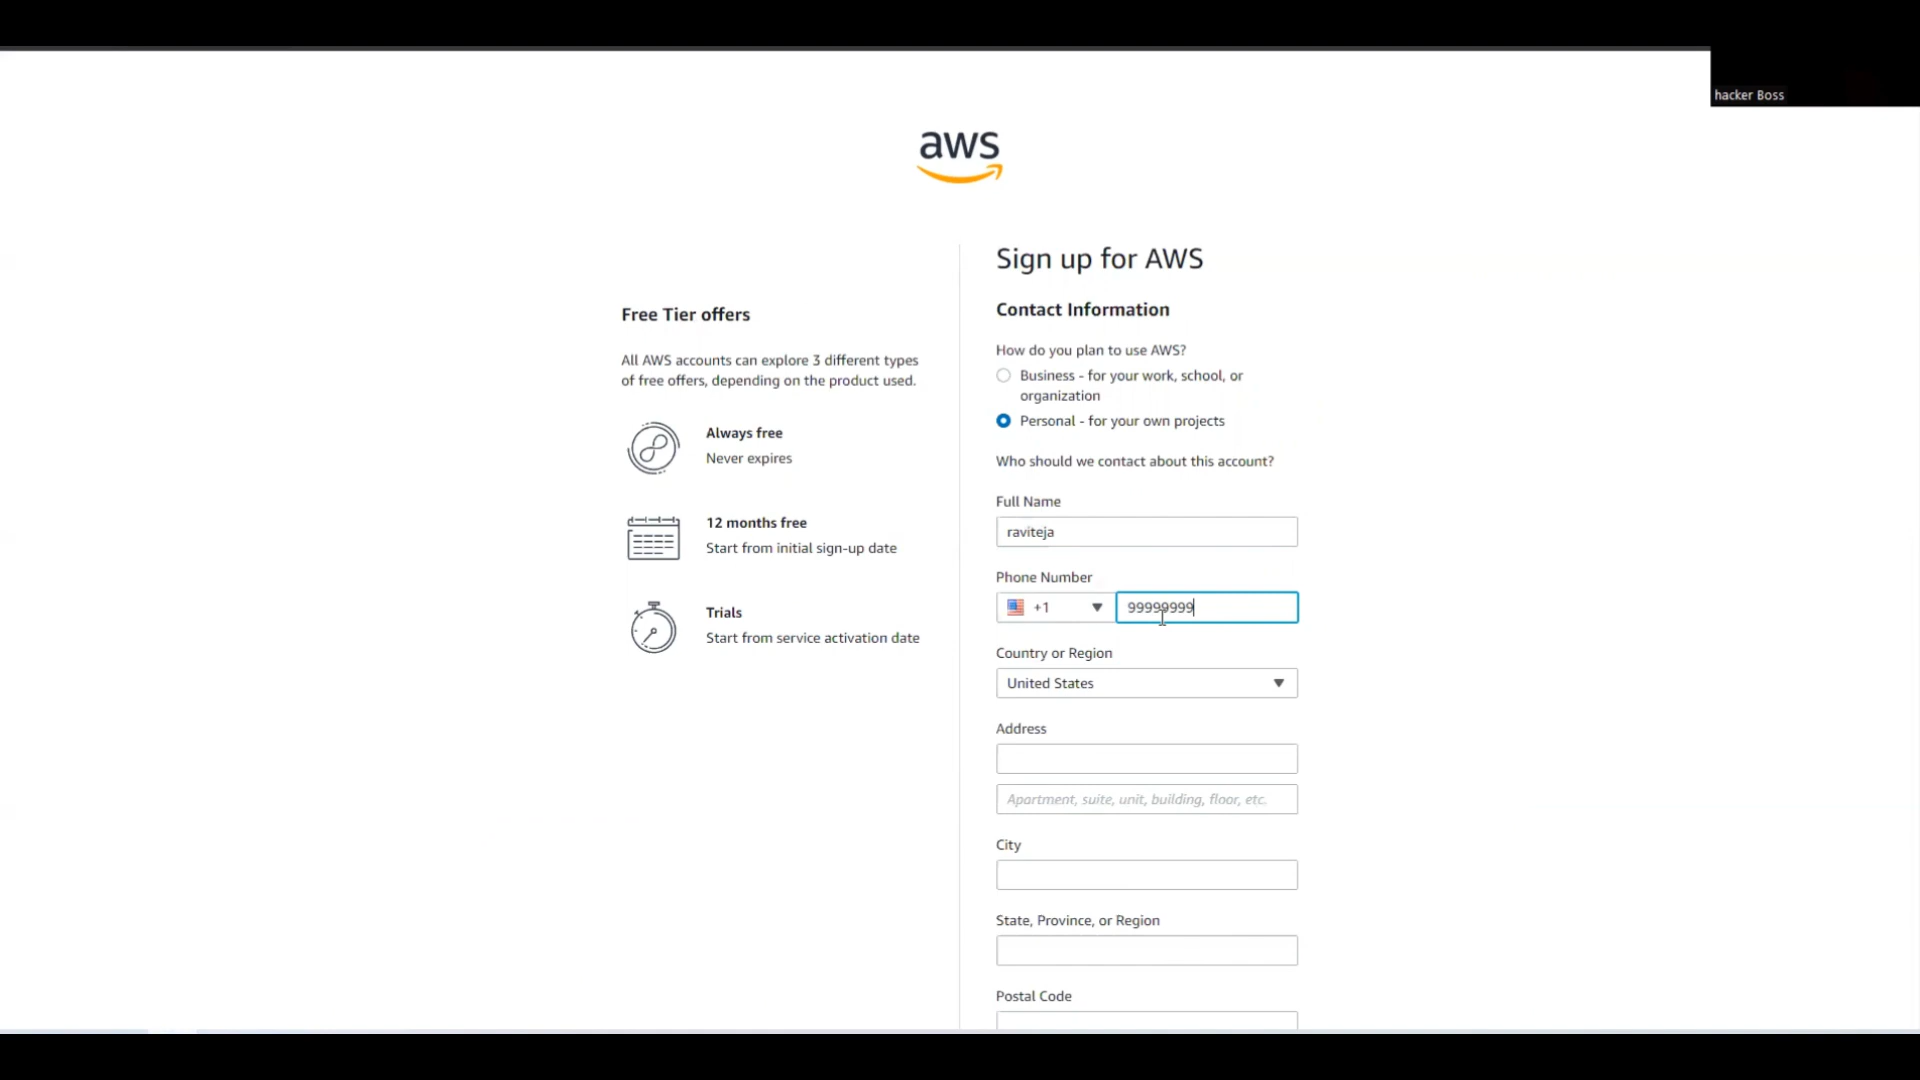 hacker Boss
aws
Free Tier offers
All AWS accounts can explore 3 different types
of free offers, depending on the product used.
Always free
Never expires
12 months free
Start from initial sign-up date
Trials
Start from service activation date
Sign up for AWS
Contact Information
How do you plan to use AWS?
Business - for your work, school, or
organization
Personal - for your own projects
Who should we contact about this account?
Full Name
raviteja
Phone Number
+1
99999999
Country or Region
United States
Address
Apartment, suite, unit, building, floor, etc.
City
State, Province, or Region
Postal Code